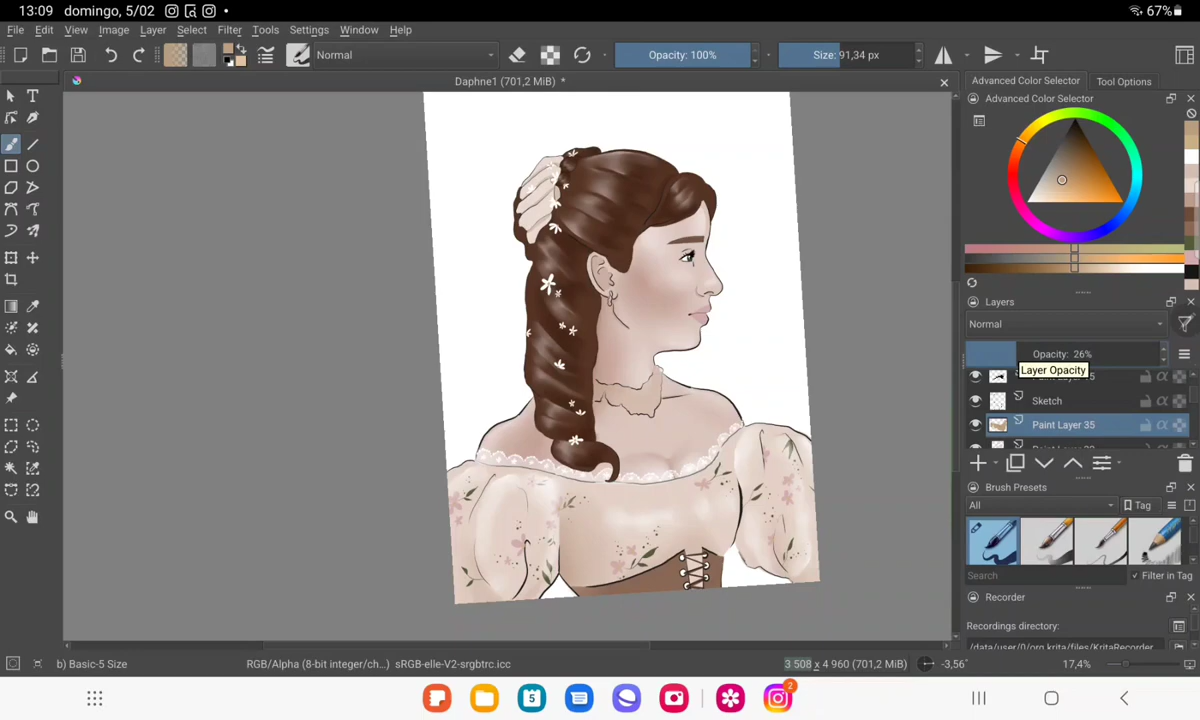 13:09 domingo, 5/02 67%
File Edit View Image Layer Select Filter Tools Settings Window Help
Normal Opacity: 100% Size: 91,34 px
Daphne1 (701,2 MiB) *
Advanced Color Selector Tool Options
Advanced Color Selector
Layers
Normal
Opacity: 26%
Layer Opacity
Sketch
Paint Layer 35
Brush Presets
All Tag
Search Filter in Tag
Recorder
Recordings directory:
/data/user/0/org.krita/files/KritaRecorder
b) Basic-5 Size RGB/Alpha (8-bit integer/ch...) sRGB-elle-V2-srgbtrc.icc 3 508 x 4 960 (701,2 MiB) -3,56° 17,4%
5
2